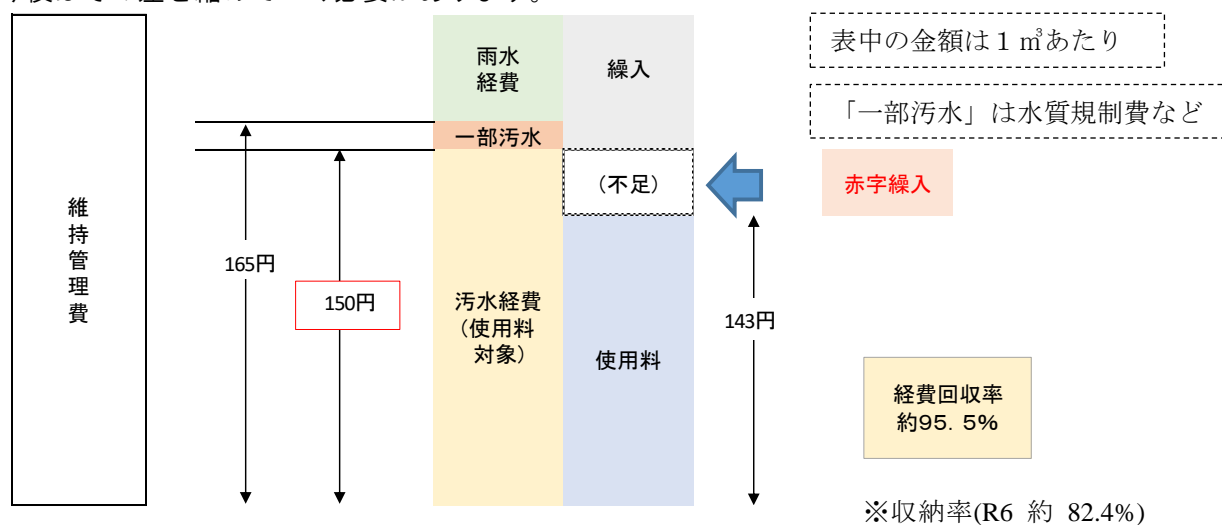 表中の金額は１㎥あたり
「一部汚水」は水質規制費など
維持管理費
165円
150円
雨水
経費
一部汚水
汚水経費
（使用料
対象）
繰入
（不足）
使用料
143円
赤字繰入
経費回収率
約95．5％
※収納率(R6 約 82.4%)